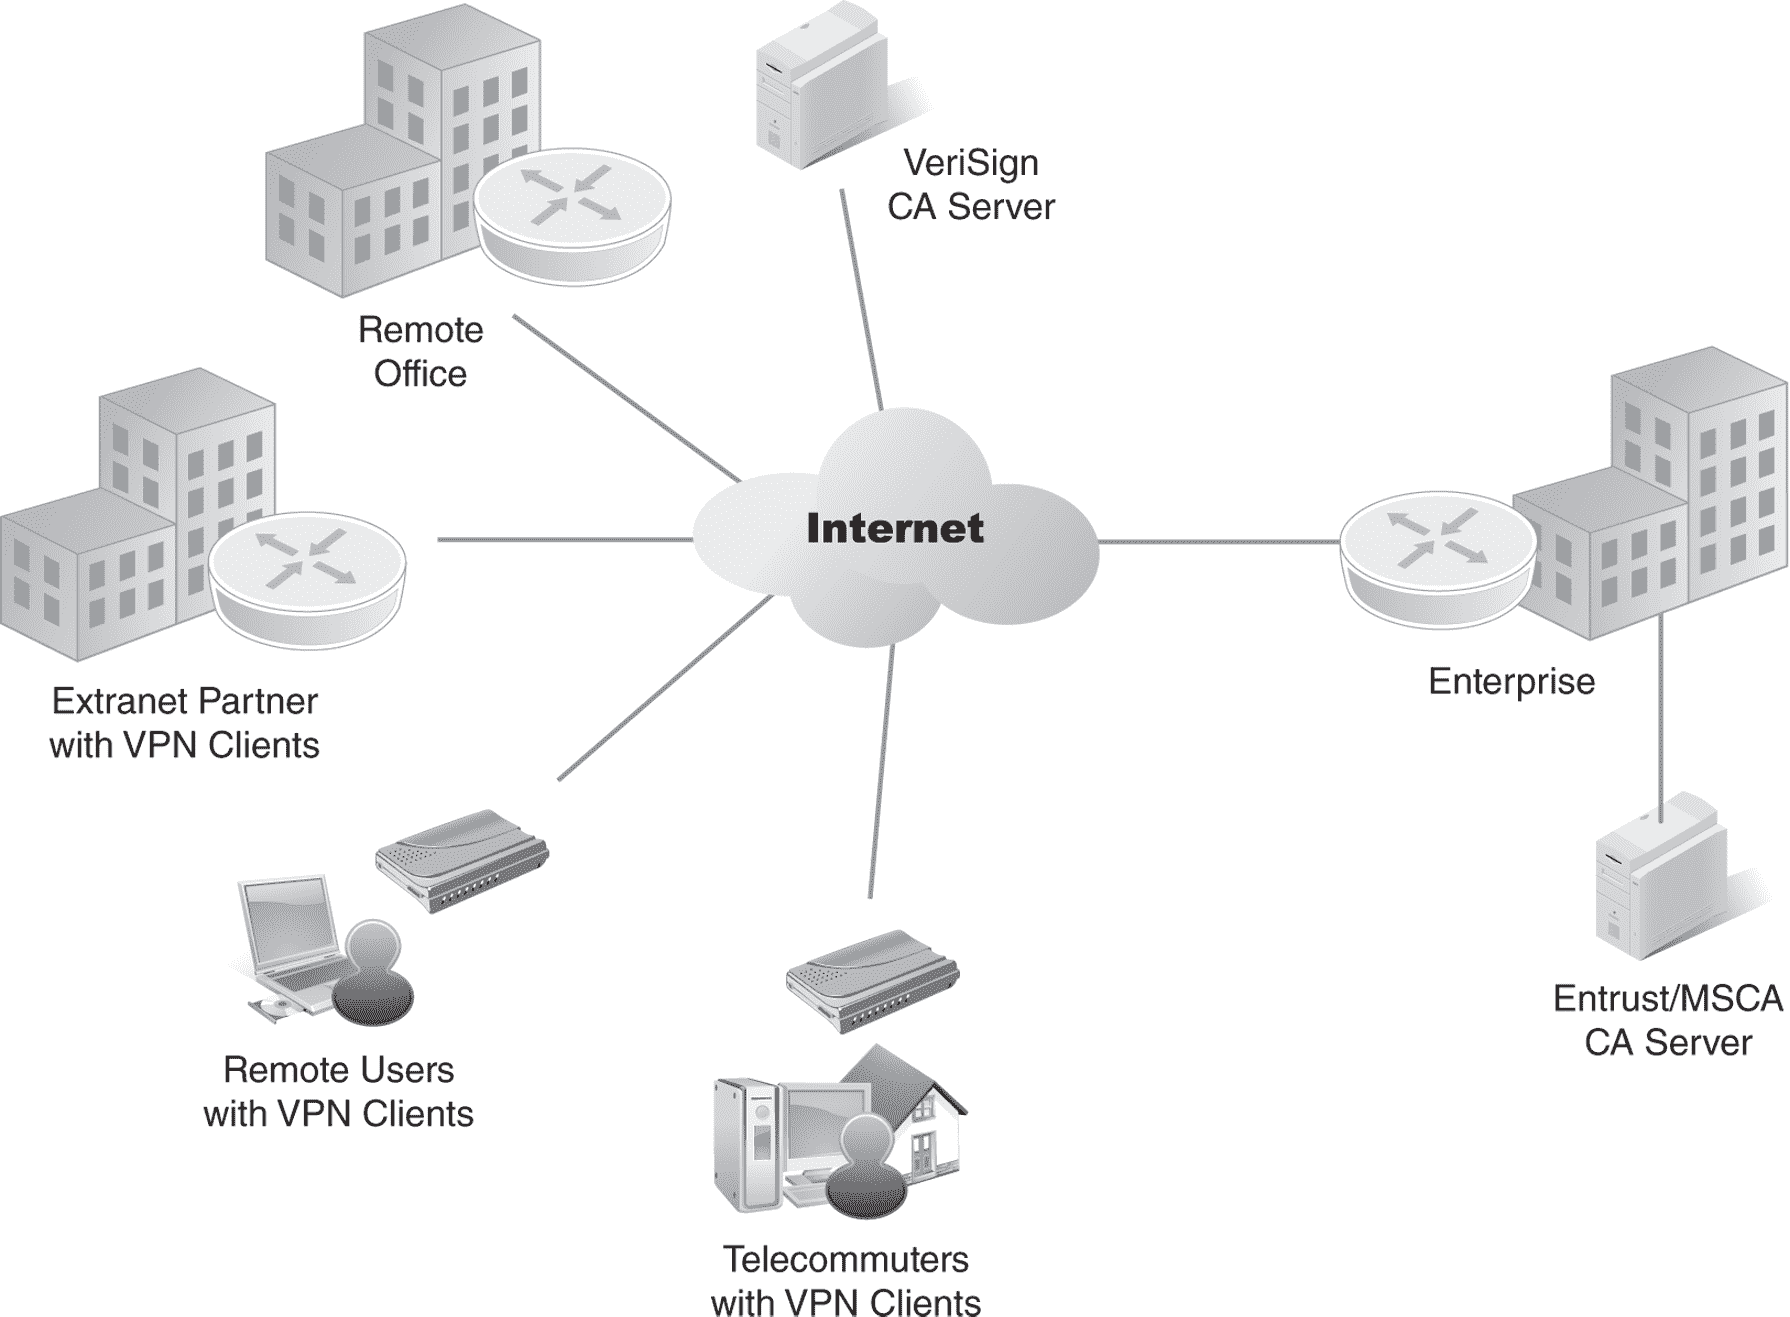 VeriSign
CA Server
Remote
Office
Internet
Enterprise
Extranet Partner
with VPN Clients
Entrust/MSCA
CA Server
Remote Users
with VPN Clients
Telecommuters
with VPN Clients